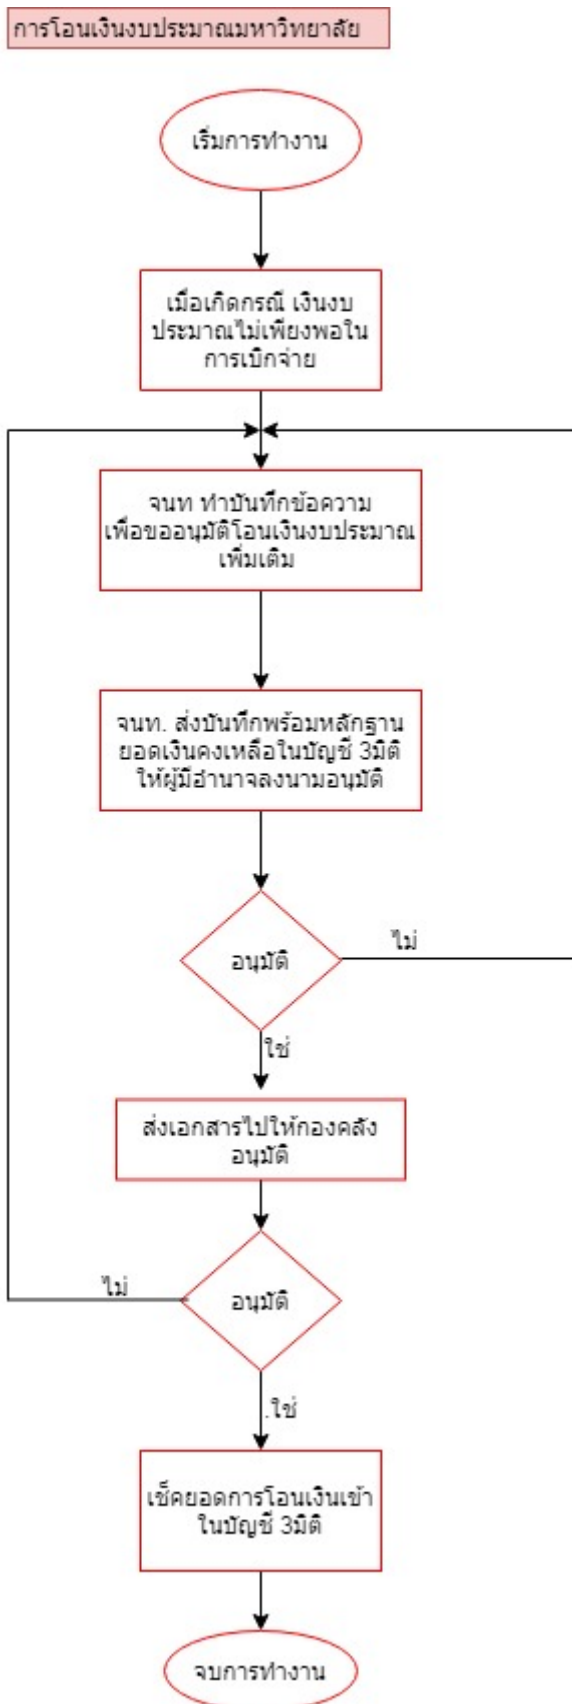 การโอนเงินงบประมาณมหาวิทยาลัย
เริ่มการทำงาน
เมื่อเกิดกรณี เงินงบ
ประมาณไม่เพียงพอใน
การเบิกจ่าย
จนท ทำบันทึกข้อความ
เพื่อขออนุมัติโอนเงินงบประมาณ
เพิ่มเติม
จนท. ส่งบันทึกพร้อมหลักฐาน
ยอดเงินคงเหลือในบัญชี 3มิติ
ให้ผู้มีอำนาจลงนามอนุมัติ
อนุมัติ
ไม่
ใช่
ส่งเอกสารไปให้กองคลัง
อนุมัติ
ไม่
อนุมัติ
.ใช่
เช็คยอดการโอนเงินเข้า
ในบัญชี 3มิติ
จบการทำงาน